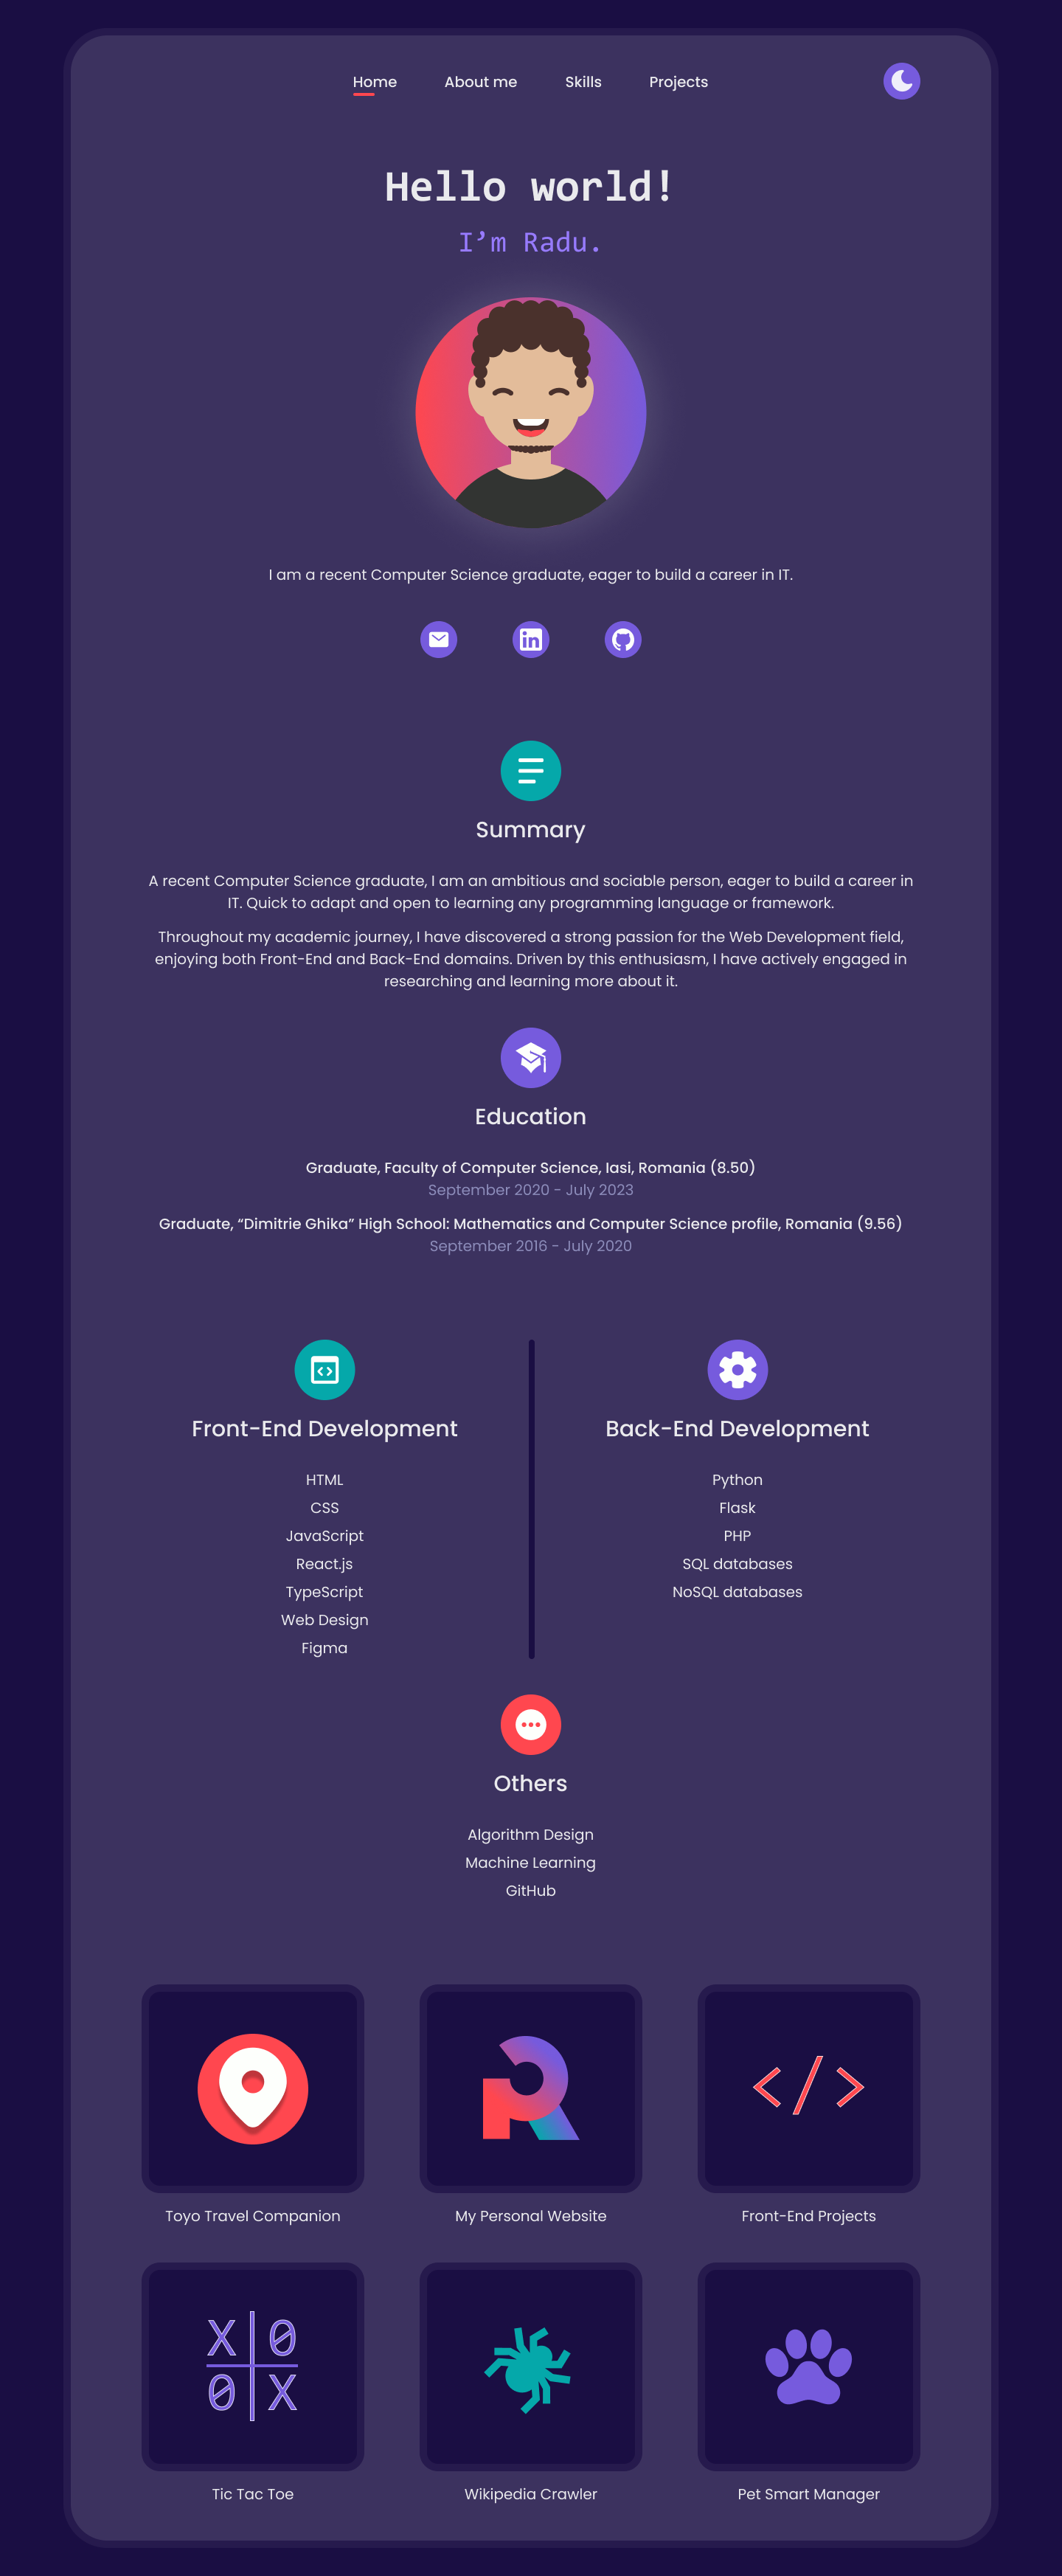 Home About me Skills Projects
Hello world!
I’m Radu.
I am a recent Computer Science graduate, eager to build a career in IT.
in
Summary
A recent Computer Science graduate, I am an ambitious and sociable person, eager to build a career in
IT. Quick to adapt and open to learning any programming language or framework.
Throughout my academic journey, I have discovered a strong passion for the Web Development field,
enjoying both Front-End and Back-End domains. Driven by this enthusiasm, I have actively engaged in
researching and learning more about it.
Education
Graduate, Faculty of Computer Science, Iasi, Romania (8.50)
September 2020 - July 2023
Graduate, “Dimitrie Ghika” High School: Mathematics and Computer Science profile, Romania (9.56)
September 2016 - July 2020
Front-End Development
HTML
CSS
JavaScript
React.js
TypeScript
Web Design
Figma
Back-End Development
Python
Flask
PHP
SQL databases
NoSQL databases
Others
Algorithm Design
Machine Learning
GitHub
R
</>
Toyo Travel Companion My Personal Website Front-End Projects
X 0
0 X
Tic Tac Toe Wikipedia Crawler Pet Smart Manager